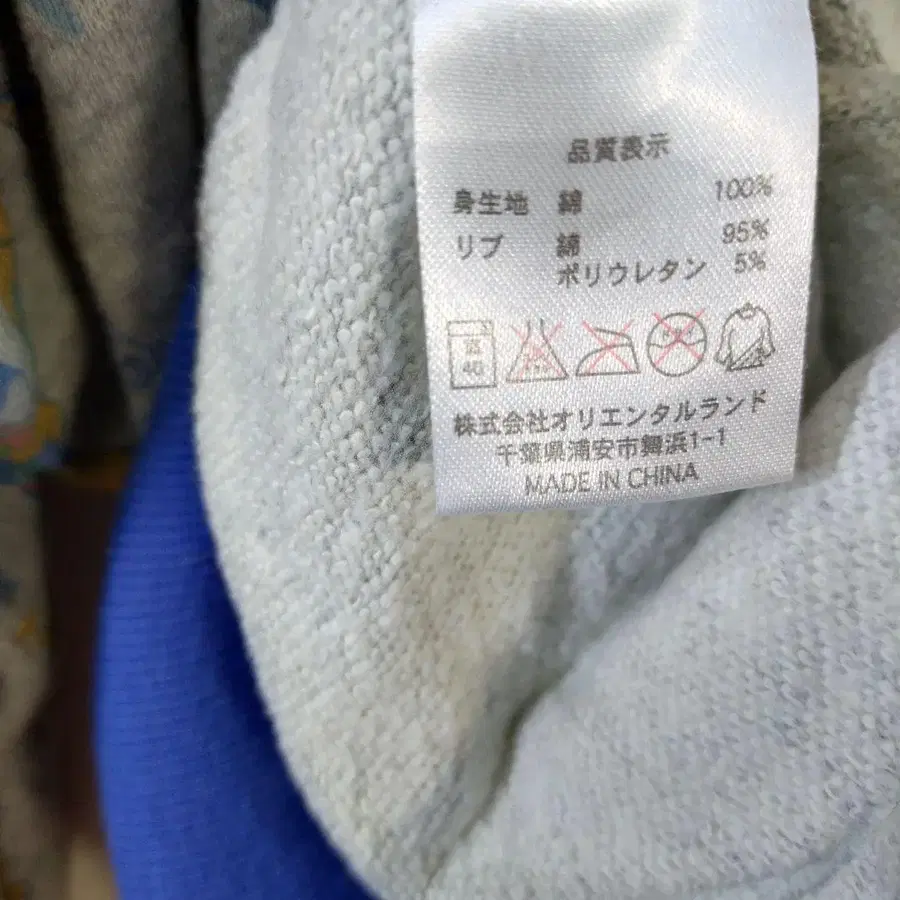 品質表示
身生地 綿 100%
リブ 綿 95%
ポリウレタン 5%
40
株式会社オリエンタルランド
千葉県浦安市舞浜1-1
MADE IN CHINA